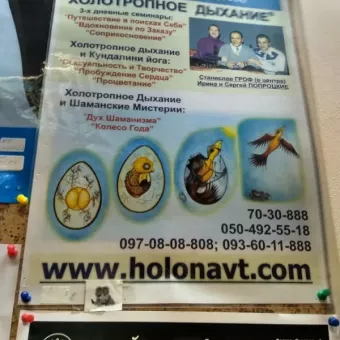 ХОЛОТРОПНОЕ ДЫХАНИЕ®
3-х дневные семинары:
"Путешествие в поисках Себя"
"Вдохновение по Заказу"
"Соприкосновение"
Холотропное дыхание
и Кундалини йога:
"Сексуальность и Творчество"
"Пробуждение Сердца"
"Процветание"
Станислав ГРОФ (в центре)
Ирина и Сергей ПОПРОЦКИЕ
Холотропное Дыхание
и Шаманские Мистерии:
"Дух Шаманизма"
"Колесо Года"
70-30-888
050-492-55-18
097-08-08-808; 093-60-11-888
www.holonavt.com